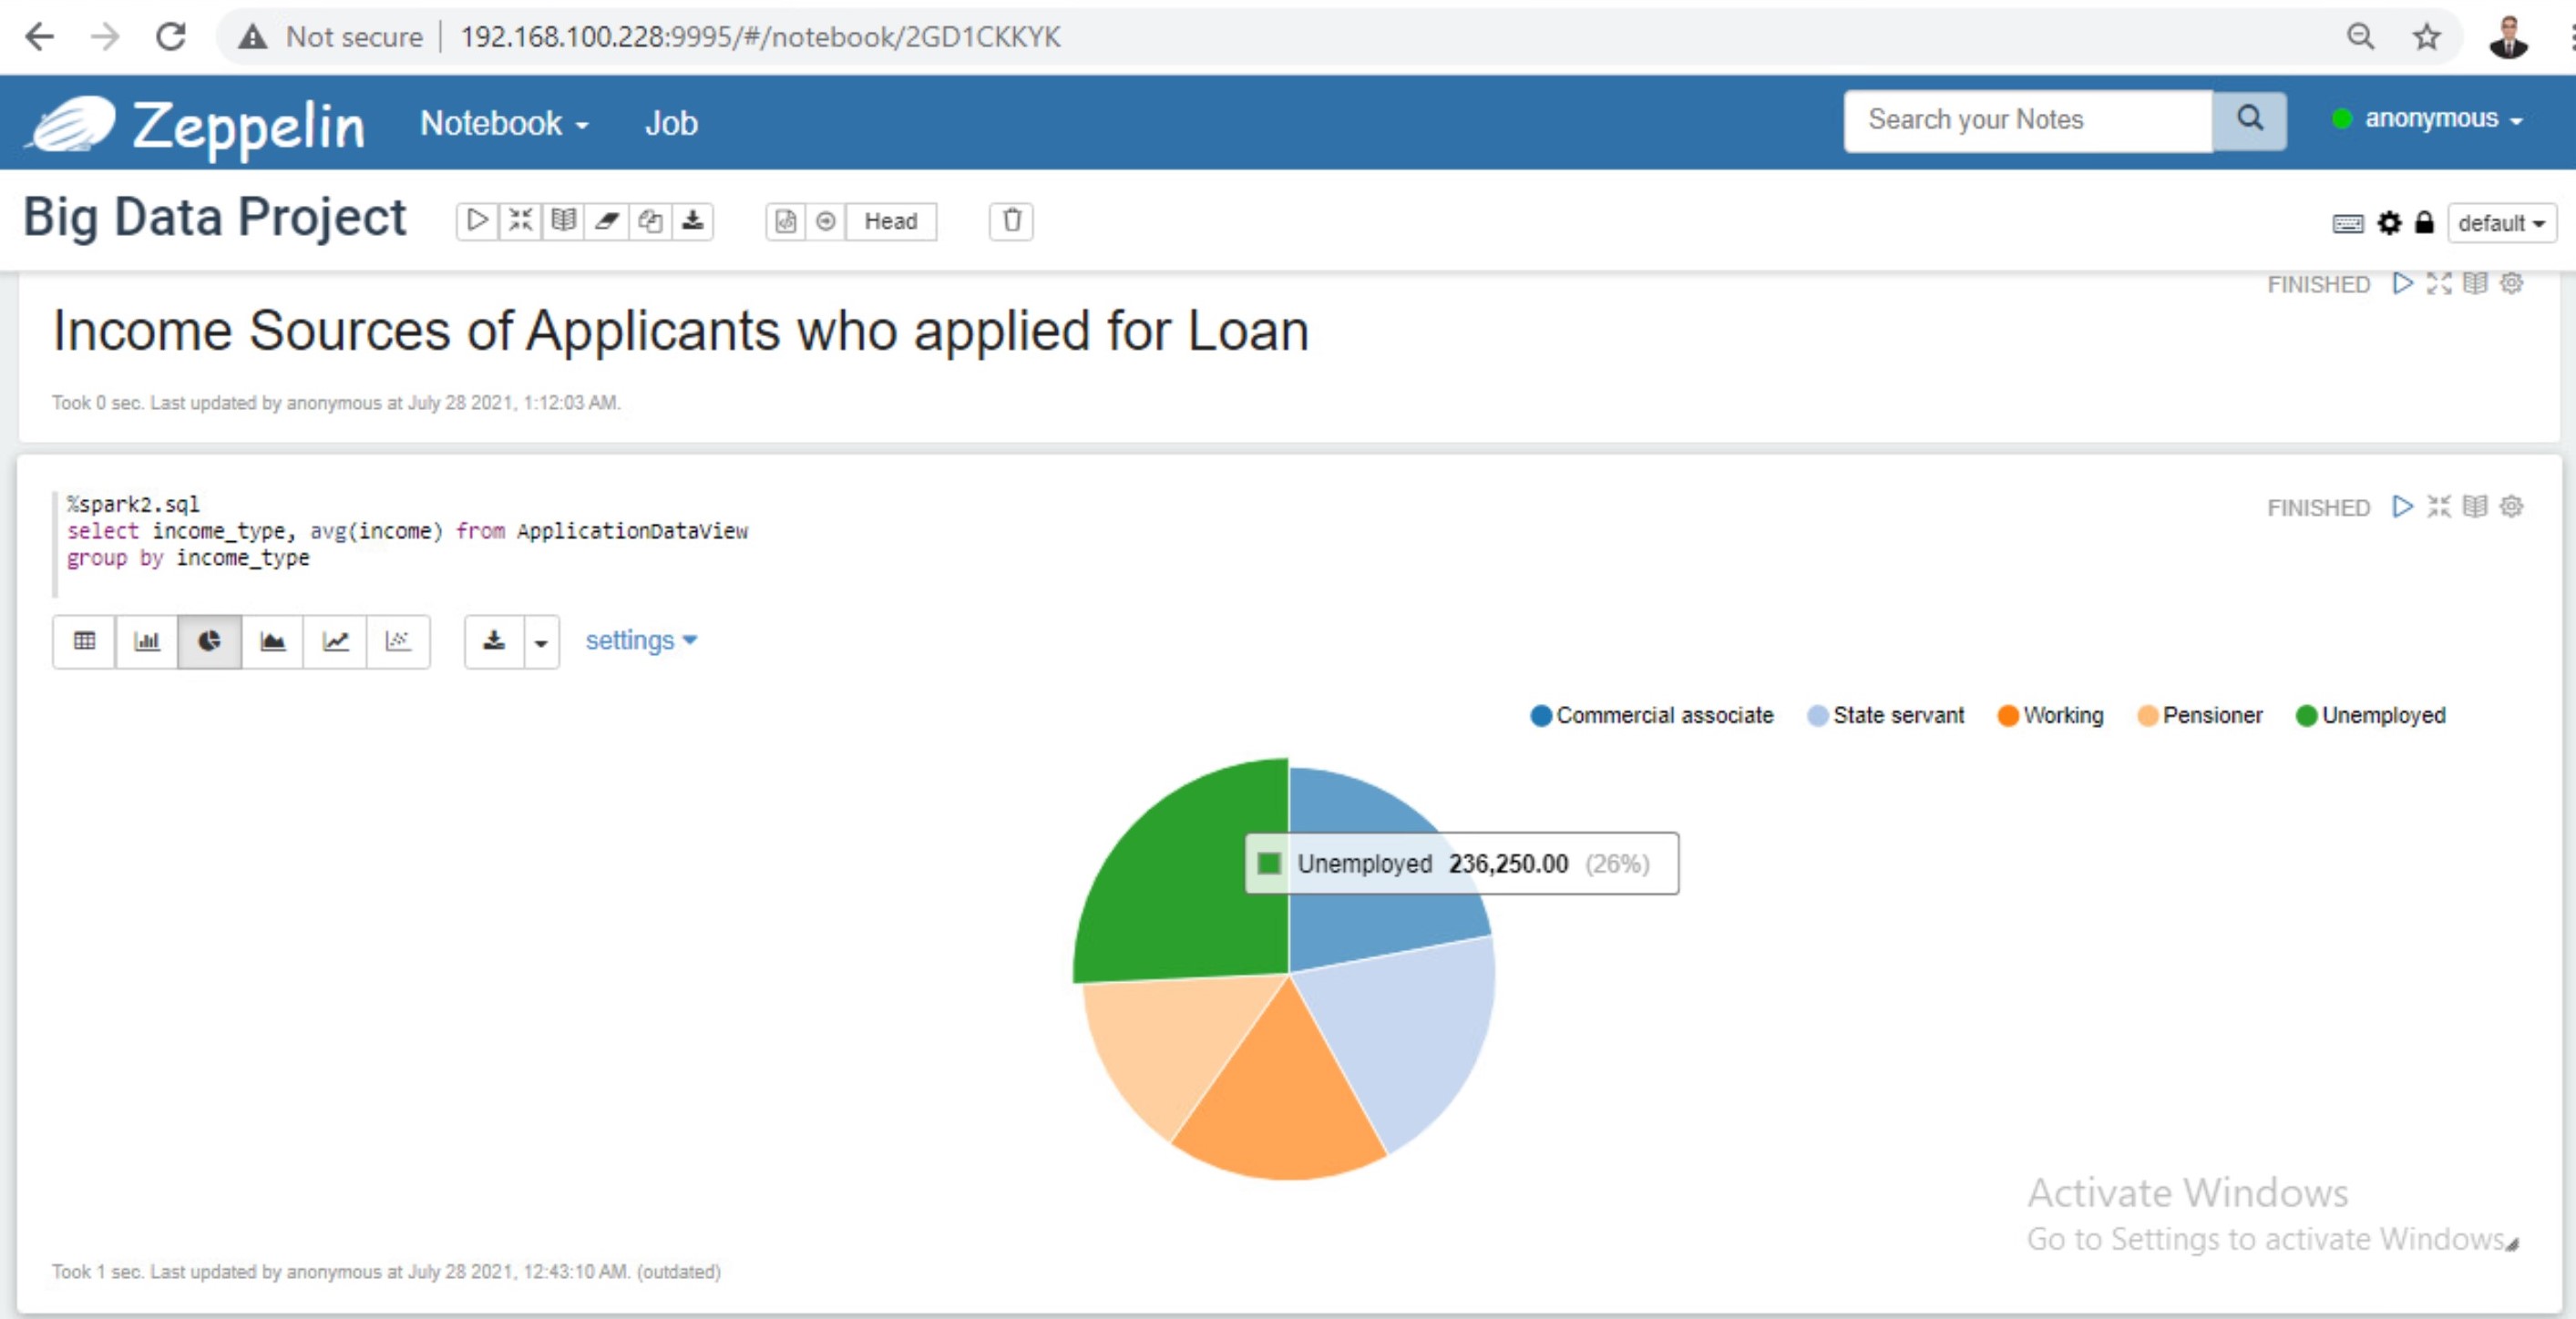 Not secure | 192.168.100.228:9995/#/notebook/2GD1CKKYK
Zeppelin Notebook Job Search your Notes anonymous
Big Data Project Head default
FINISHED
Income Sources of Applicants who applied for Loan
Took 0 sec. Last updated by anonymous at July 28 2021, 1:12:03 AM.
%spark2.sql
FINISHED
select income_type, avg(income) from ApplicationDataView
group by income_type
settings
Commercial associate State servant Working Pensioner Unemployed
Unemployed 236,250.00 (26%)
Activate Windows
Go to Settings to activate Windows.
Took 1 sec. Last updated by anonymous at July 28 2021, 12:43:10 AM. (outdated)